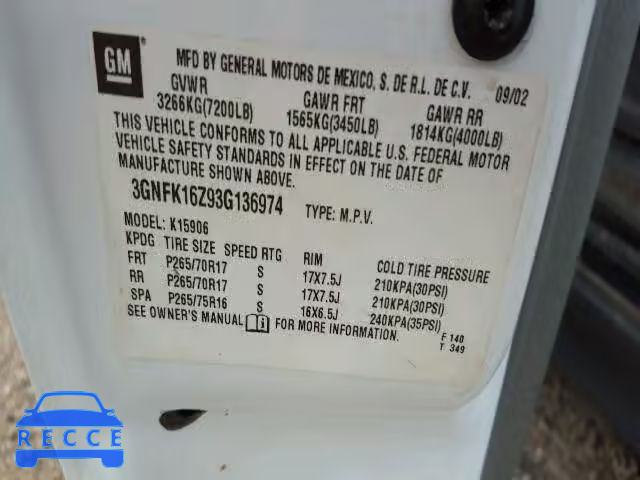 GM
MFD BY GENERAL MOTORS DE MEXICO, S. DE R.L. DE C.V. 09/02
GVWR GAWR FRT GAWR RR
3266KG(7200LB) 1565KG(3450LB) 1814KG(4000LB)
THIS VEHICLE CONFORMS TO ALL APPLICABLE U.S. FEDERAL MOTOR
VEHICLE SAFETY STANDARDS IN EFFECT ON THE DATE OF
MANUFACTURE SHOWN ABOVE.
3GNFK16Z93G136974 TYPE: M.P.V.
MODEL: K15906
KPDG TIRE SIZE SPEED RTG RIM COLD TIRE PRESSURE
FRT P265/70R17 S 17X7.5J 210KPA(30PSI)
RR P265/70R17 S 17X7.5J 210KPA(30PSI)
SPA P265/75R16 S 16X6.5J 240KPA(35PSI)
SEE OWNER'S MANUAL i FOR MORE INFORMATION.
F 140
T 349
RECCE